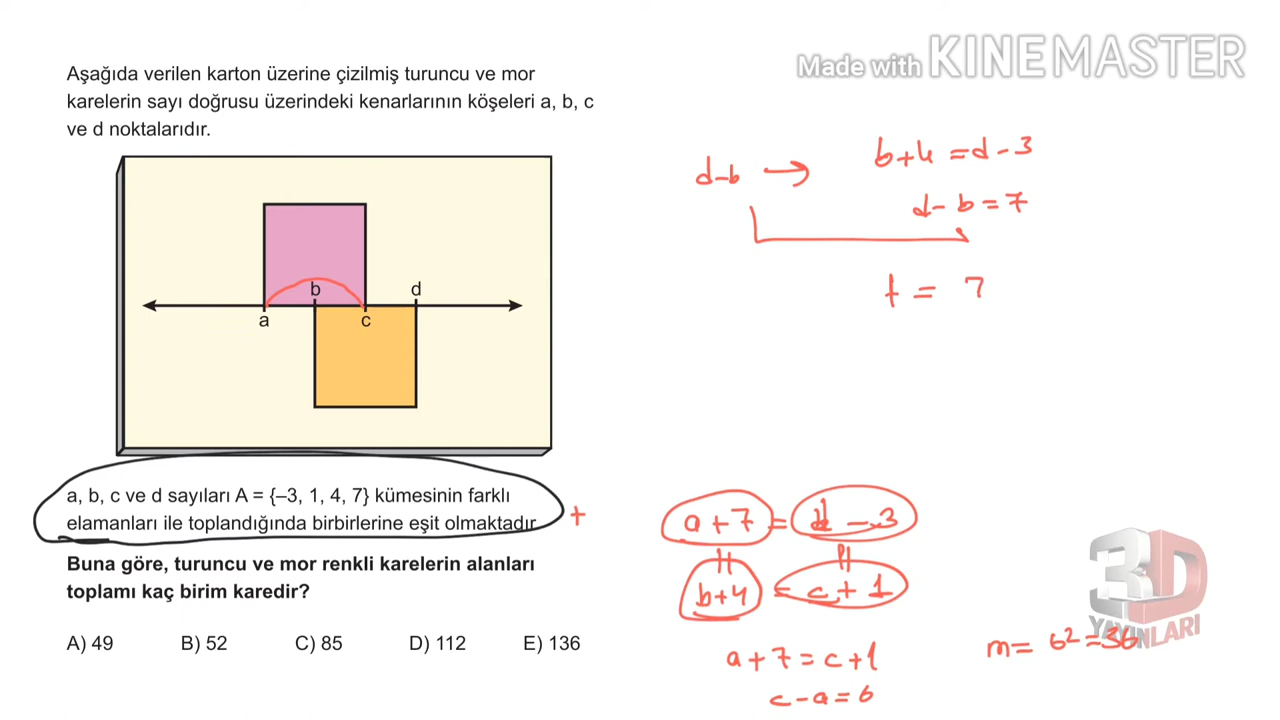 Made with KINEMASTER
Aşağıda verilen karton üzerine çizilmiş turuncu ve mor
karelerin sayı doğrusu üzerindeki kenarlarının köşeleri a, b, c
ve d noktalarıdır.
b
d
a
c
a, b, c ve d sayıları A = {–3, 1, 4, 7} kümesinin farklı
elamanları ile toplandığında birbirlerine eşit olmaktadır
+
Buna göre, turuncu ve mor renkli karelerin alanları
toplamı kaç birim karedir?
A) 49
B) 52
C) 85
D) 112
E) 136
d-b → b+4 = d-3
d-b=7
t = 7
a+7 = d-3
b+4 = c+1
a+7 = c+1
c-a=6
m= 6²=36
3D
YAYINLARI